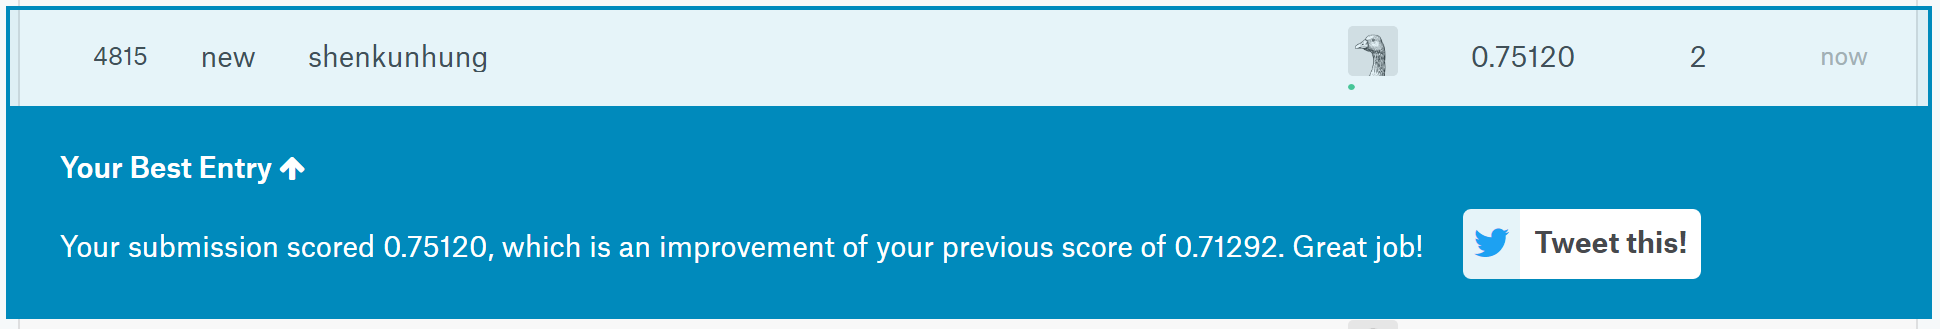 4815 new shenkunhung 0.75120 2 now
Your Best Entry
Your submission scored 0.75120, which is an improvement of your previous score of 0.71292. Great job!
Tweet this!